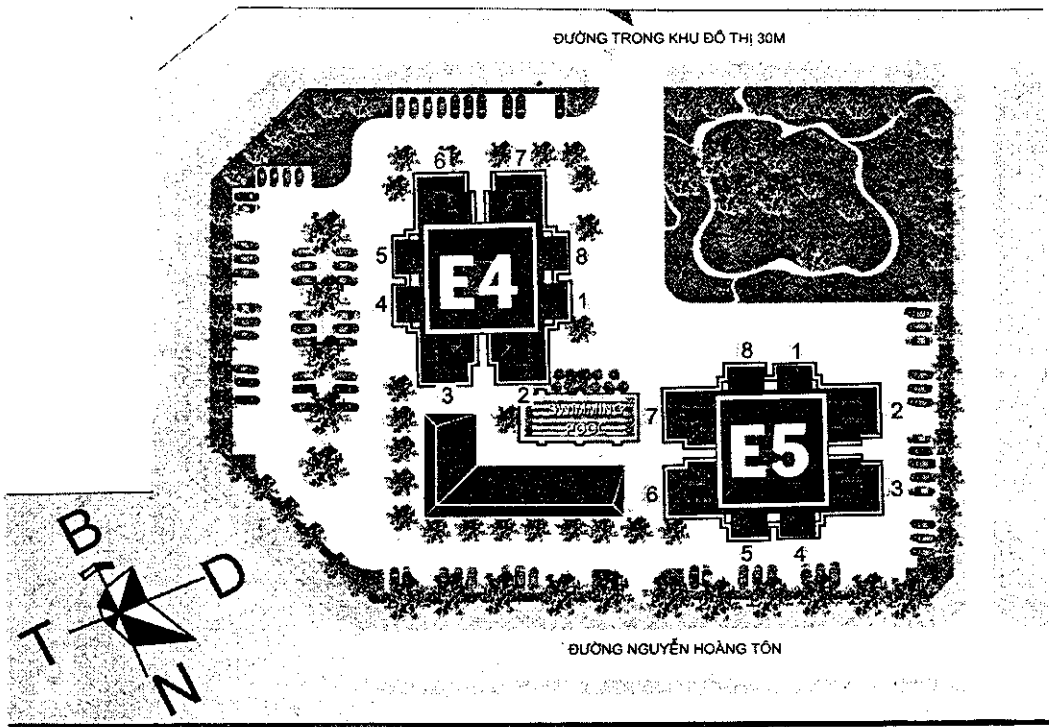 ĐƯỜNG TRONG KHU ĐÔ THỊ 30M
6 7
5 8
E4
4 1
3 2
SWIMMING
POOL
8 1
7 2
E5
6 3
5 4
B
D
T
N
ĐƯỜNG NGUYỄN HOÀNG TÔN